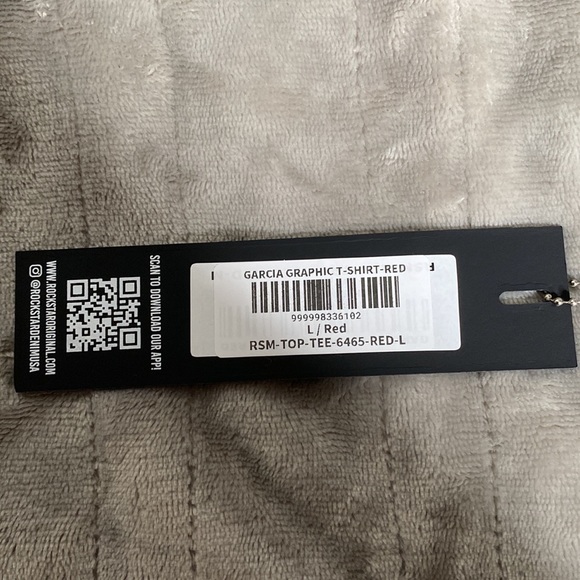 GARCIA GRAPHIC T-SHIRT-RED
999998336102
L / Red
RSM-TOP-TEE-6465-RED-L
SCAN TO DOWNLOAD OUR APP!
WWW.ROCKSTARORIGINAL.COM
@ROCKSTARDENIMUSA